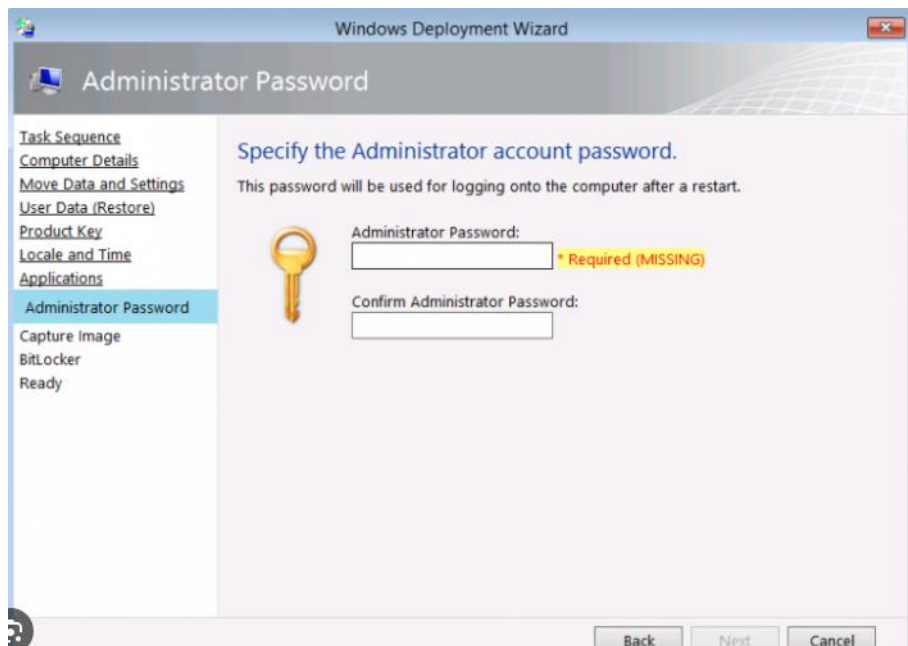 Windows Deployment Wizard
Administrator Password
Task Sequence
Computer Details
Move Data and Settings
User Data (Restore)
Product Key
Locale and Time
Applications
Administrator Password
Capture Image
BitLocker
Ready
Specify the Administrator account password.
This password will be used for logging onto the computer after a restart.
Administrator Password:
* Required (MISSING)
Confirm Administrator Password:
Back Next Cancel